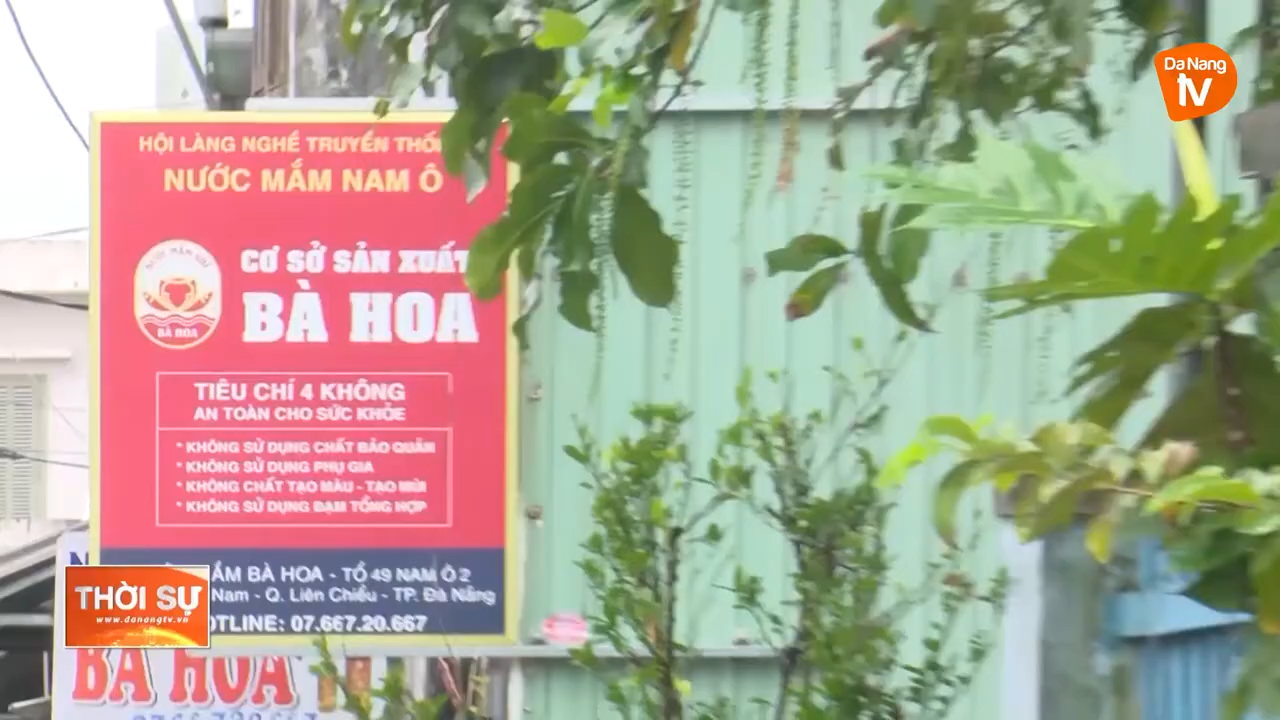 Da Nang
tv
HỘI LÀNG NGHỀ TRUYỀN
NƯỚC MẮM NAM Ô
CƠ SỞ SẢN XUẤT
BÀ HOA
BÀ HOA
TIÊU CHÍ 4 KHÔNG
AN TOÀN CHO SỨC KHỎE
* KHÔNG SỬ DỤNG CHẤT BẢO QUẢN
* KHÔNG SỬ DỤNG PHỤ GIA
* KHÔNG CHẤT TẠO MÀU - TẠO MÙI
* KHÔNG SỬ DỤNG ĐẠM TỔNG HỢP
BÀ HOA - TỔ 49 NAM Ô 2
Nam - Q. Liên Chiểu - TP. Đà Nẵng
07.667.20.667
THỜI SỰ
www.danangtv.vn
BÀ HOA